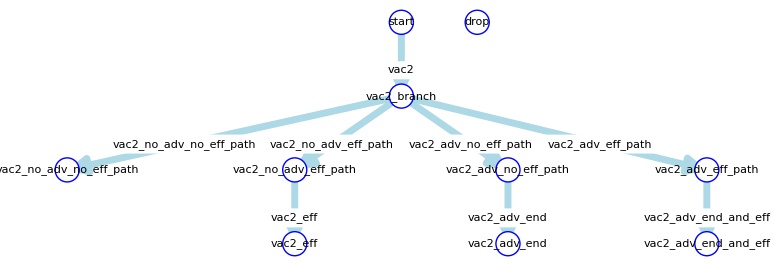 start
drop
vac2
vac2_branch
vac2_no_adv_no_eff_path
vac2_no_adv_eff_path
vac2_adv_no_eff_path
vac2_adv_eff_path
vac2_no_adv_no_eff_path
vac2_no_adv_eff_path
vac2_adv_no_eff_path
vac2_adv_eff_path
vac2_eff
vac2_adv_end
vac2_adv_end_and_eff
vac2_eff
vac2_adv_end
vac2_adv_end_and_eff